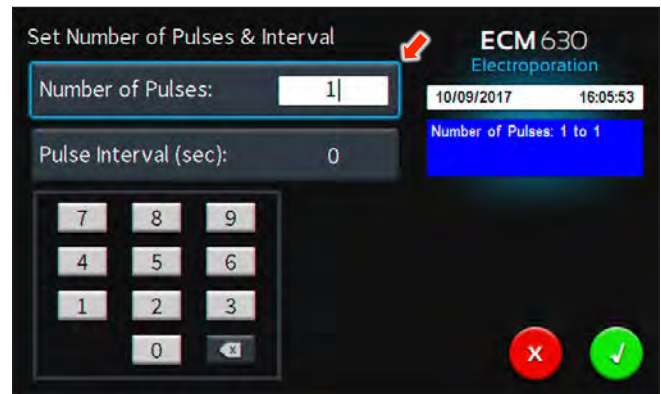 Set Number of Pulses & Interval
Number of Pulses: 1
Pulse Interval (sec): 0
7 8 9
4 5 6
1 2 3
0 x
ECM 630
Electroporation
10/09/2017 16:05:53
Number of Pulses: 1 to 1
x